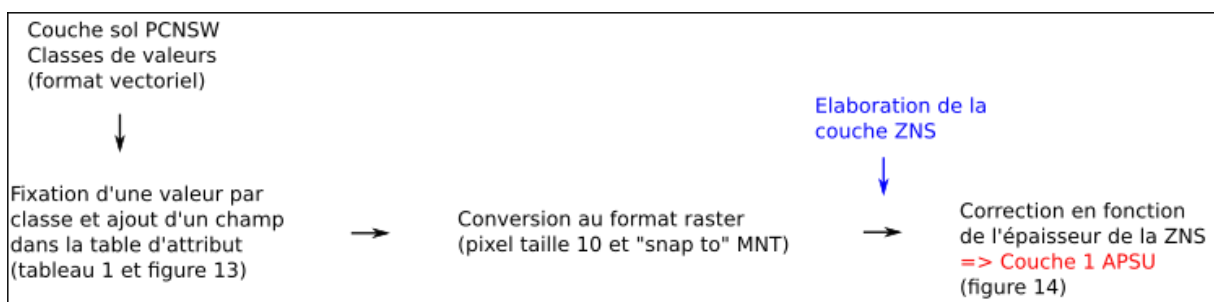 Couche sol PCNSW
Classes de valeurs
(format vectoriel)
Elaboration de la
couche ZNS
Fixation d'une valeur par
classe et ajout d'un champ
dans la table d'attribut
(tableau 1 et figure 13)
Conversion au format raster
(pixel taille 10 et "snap to" MNT)
Correction en fonction
de l'épaisseur de la ZNS
=> Couche 1 APSU
(figure 14)